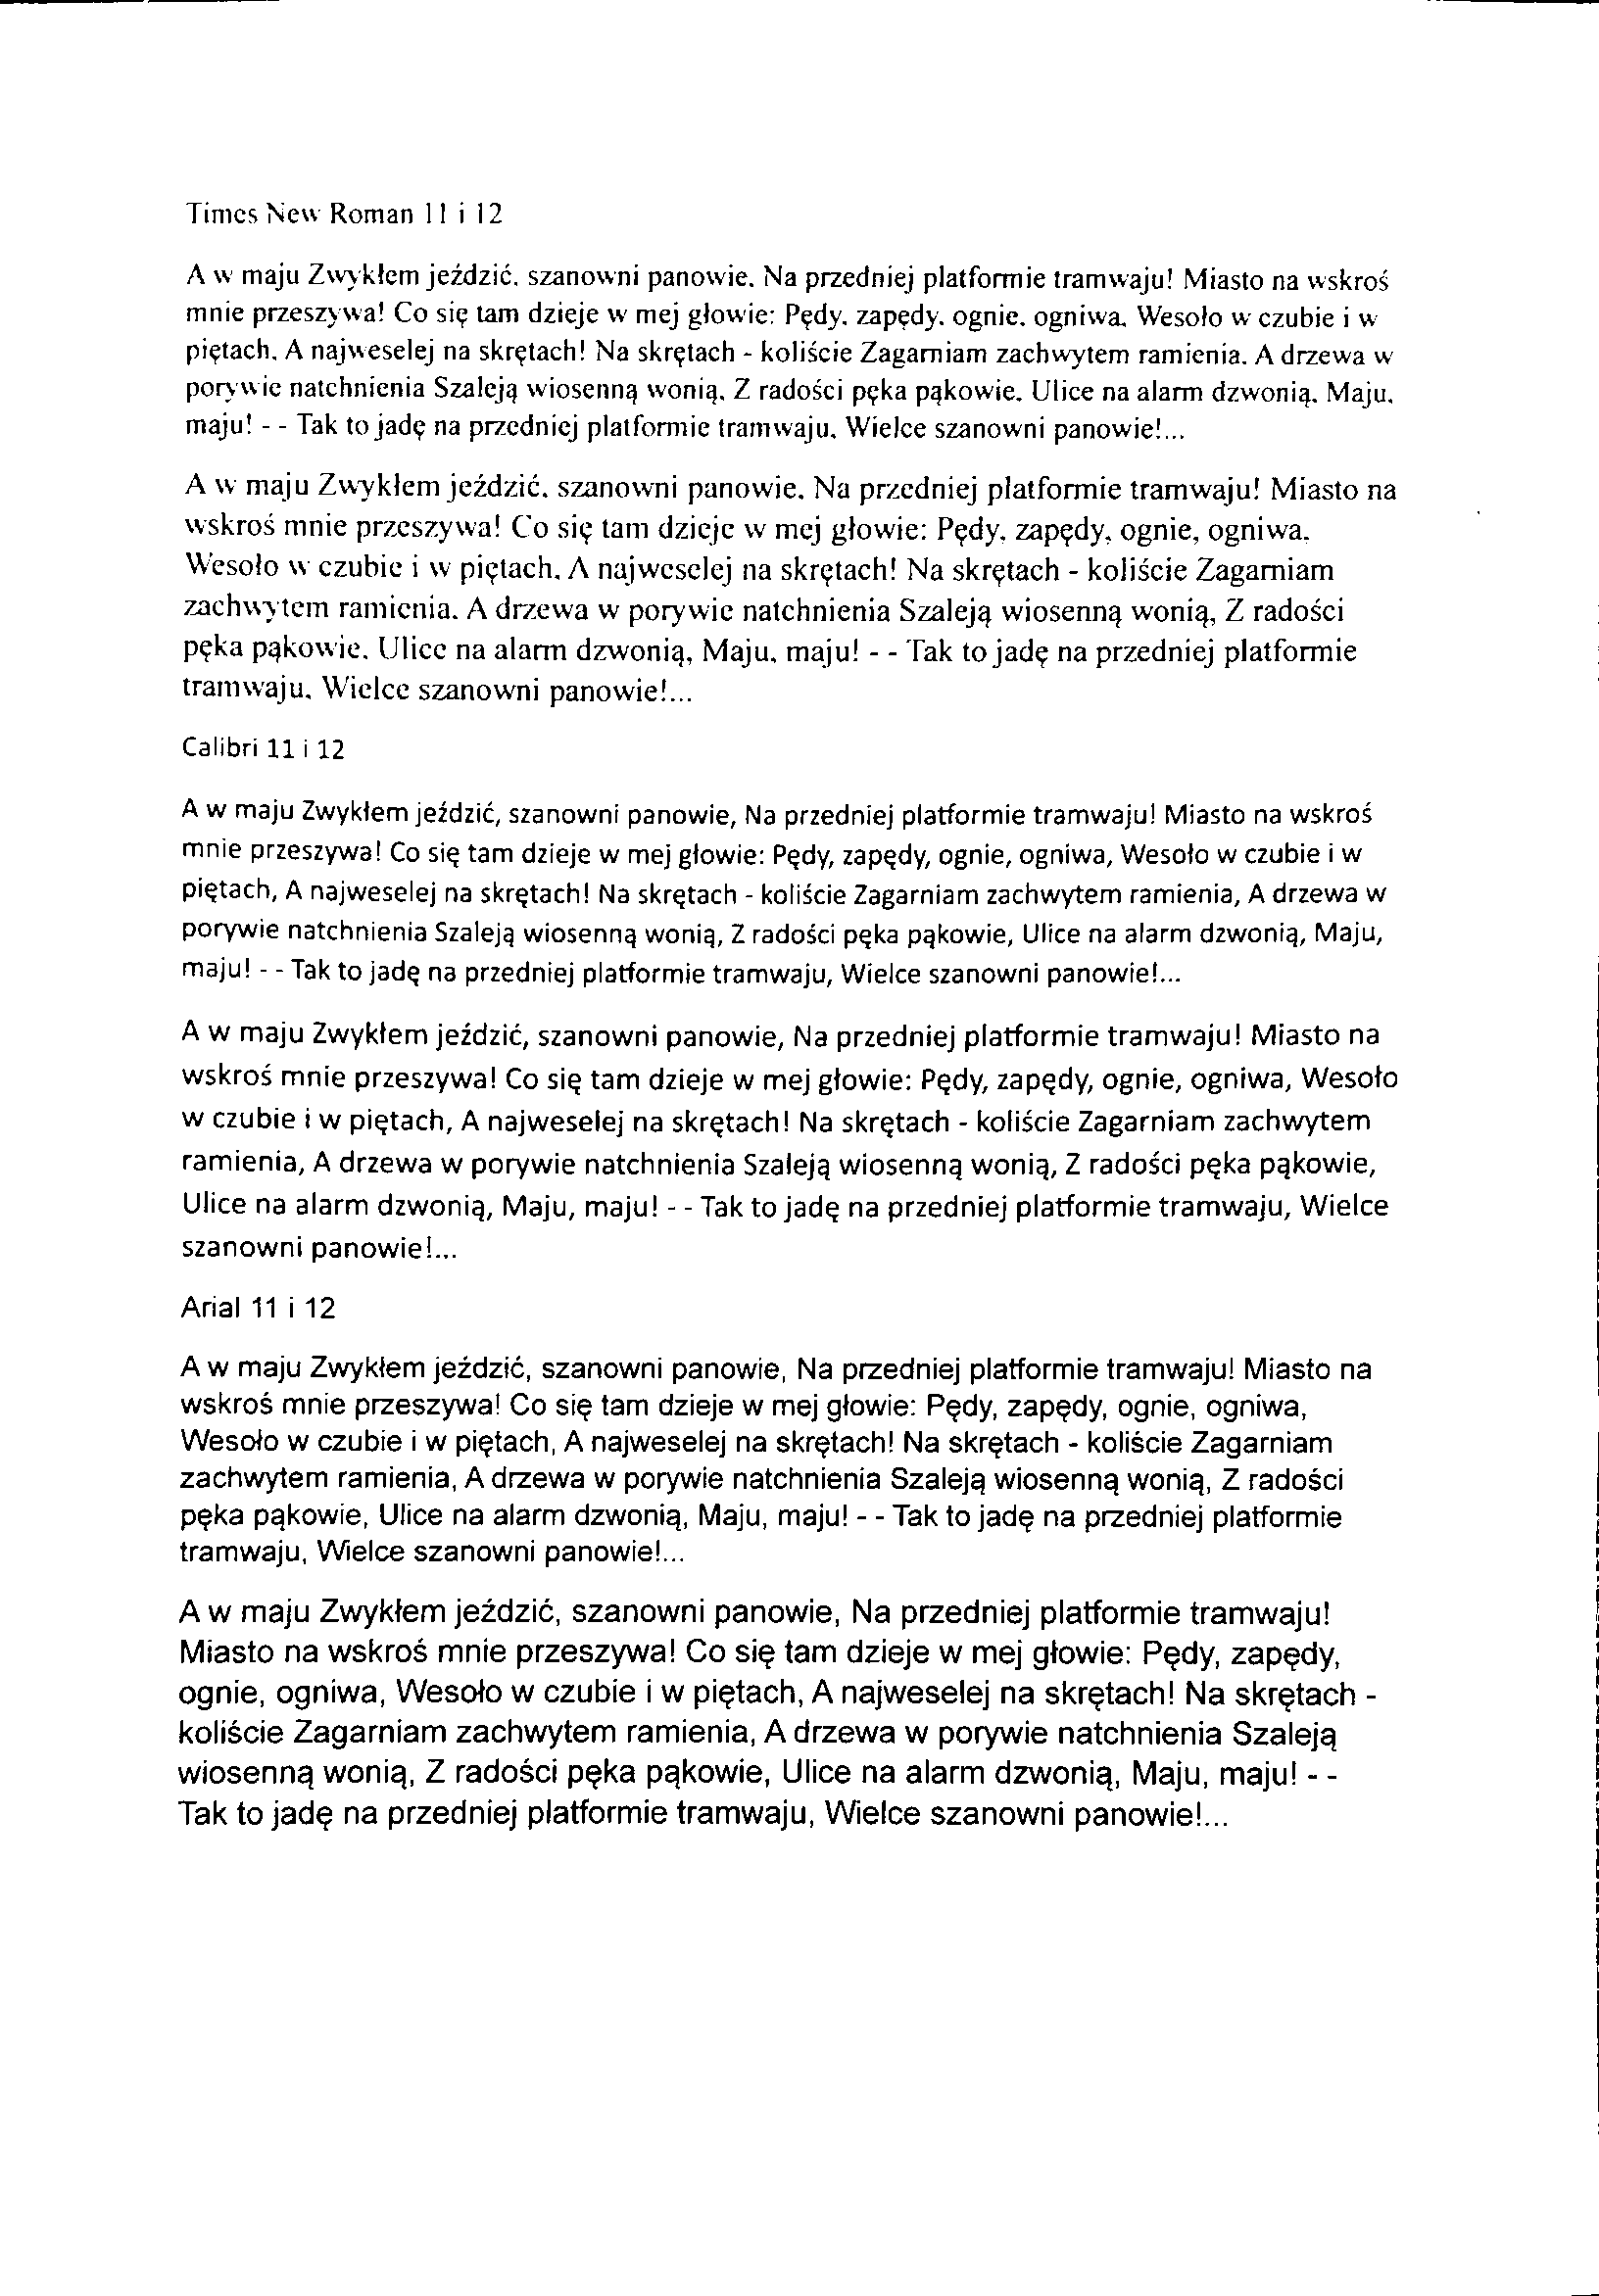 Times New Roman 11 i 12
A w maju Zwykłem jeździć, szanowni panowie, Na przedniej platformie tramwaju! Miasto na wskroś
mnie przeszywa! Co się tam dzieje w mej głowie: Pędy, zapędy, ognie, ogniwa, Wesoło w czubie i w
piętach, A najweselej na skrętach! Na skrętach - koliście Zagarniam zachwytem ramienia, A drzewa w
porywie natchnienia Szaleją wiosenną wonią, Z radości pęka pąkowie, Ulice na alarm dzwonią, Maju,
maju! - - Tak to jadę na przedniej platformie tramwaju, Wielce szanowni panowie!...
A w maju Zwykłem jeździć, szanowni panowie, Na przedniej platformie tramwaju! Miasto na
wskroś mnie przeszywa! Co się tam dzieje w mej głowie: Pędy, zapędy, ognie, ogniwa,
Wesoło w czubie i w piętach, A najweselej na skrętach! Na skrętach - koliście Zagarniam
zachwytem ramienia, A drzewa w porywie natchnienia Szaleją wiosenną wonią, Z radości
pęka pąkowie, Ulice na alarm dzwonią, Maju, maju! - - Tak to jadę na przedniej platformie
tramwaju, Wielce szanowni panowie!...
Calibri 11 i 12
A w maju Zwykłem jeździć, szanowni panowie, Na przedniej platformie tramwaju! Miasto na wskroś
mnie przeszywa! Co się tam dzieje w mej głowie: Pędy, zapędy, ognie, ogniwa, Wesoło w czubie i w
piętach, A najweselej na skrętach! Na skrętach - koliście Zagarniam zachwytem ramienia, A drzewa w
porywie natchnienia Szaleją wiosenną wonią, Z radości pęka pąkowie, Ulice na alarm dzwonią, Maju,
maju! - - Tak to jadę na przedniej platformie tramwaju, Wielce szanowni panowie!...
A w maju Zwykłem jeździć, szanowni panowie, Na przedniej platformie tramwaju! Miasto na
wskroś mnie przeszywa! Co się tam dzieje w mej głowie: Pędy, zapędy, ognie, ogniwa, Wesoło
w czubie i w piętach, A najweselej na skrętach! Na skrętach - koliście Zagarniam zachwytem
ramienia, A drzewa w porywie natchnienia Szaleją wiosenną wonią, Z radości pęka pąkowie,
Ulice na alarm dzwonią, Maju, maju! - - Tak to jadę na przedniej platformie tramwaju, Wielce
szanowni panowie!...
Arial 11 i 12
A w maju Zwykłem jeździć, szanowni panowie, Na przedniej platformie tramwaju! Miasto na
wskroś mnie przeszywa! Co się tam dzieje w mej głowie: Pędy, zapędy, ognie, ogniwa,
Wesoło w czubie i w piętach, A najweselej na skrętach! Na skrętach - koliście Zagarniam
zachwytem ramienia, A drzewa w porywie natchnienia Szaleją wiosenną wonią, Z radości
pęka pąkowie, Ulice na alarm dzwonią, Maju, maju! - - Tak to jadę na przedniej platformie
tramwaju, Wielce szanowni panowie!...
A w maju Zwykłem jeździć, szanowni panowie, Na przedniej platformie tramwaju!
Miasto na wskroś mnie przeszywa! Co się tam dzieje w mej głowie: Pędy, zapędy,
ognie, ogniwa, Wesoło w czubie i w piętach, A najweselej na skrętach! Na skrętach -
koliście Zagarniam zachwytem ramienia, A drzewa w porywie natchnienia Szaleją
wiosenną wonią, Z radości pęka pąkowie, Ulice na alarm dzwonią, Maju, maju! - -
Tak to jadę na przedniej platformie tramwaju, Wielce szanowni panowie!...